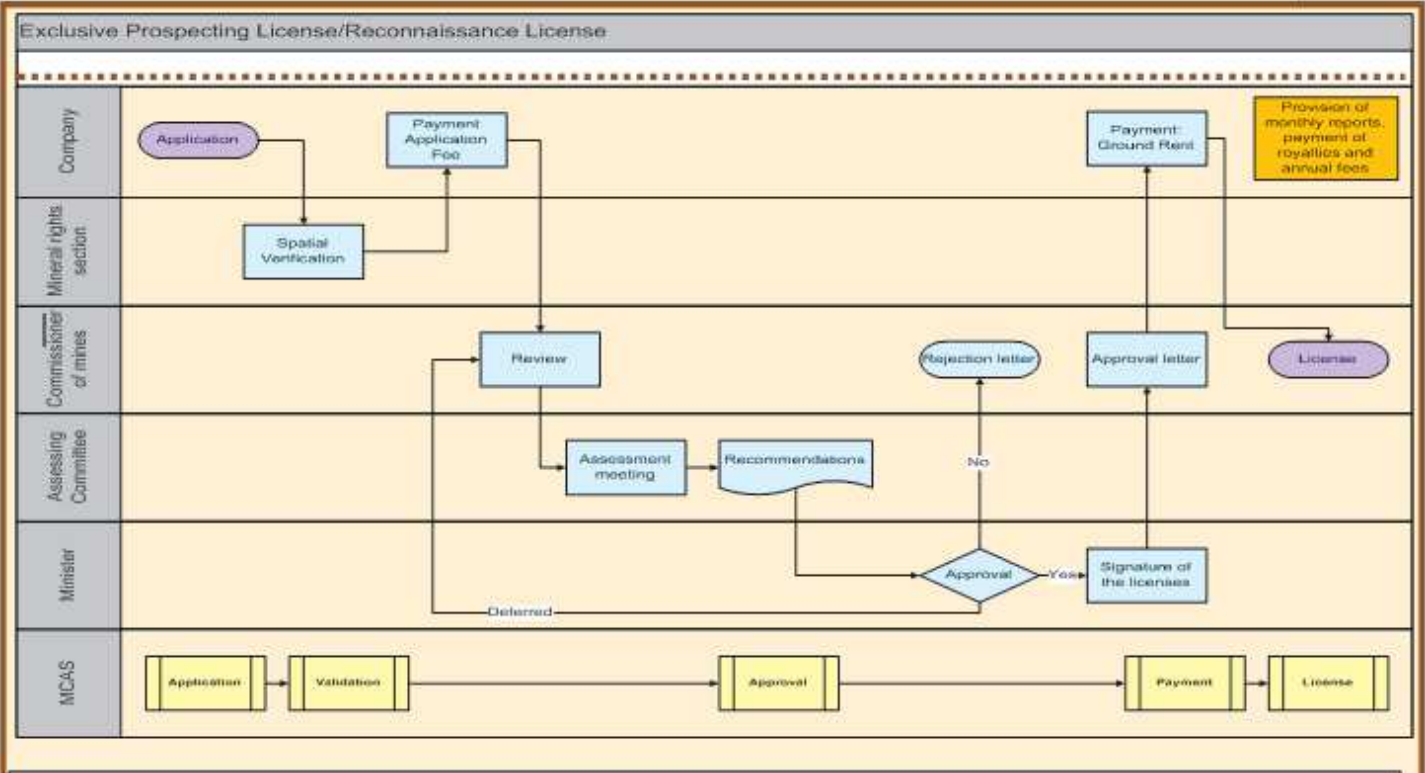 Exclusive Prospecting License/Reconnaissance License
Company
Application
Payment
Application
Fee
Payment:
Ground Rent
Provision of
monthly reports,
payment of
royalties and
annual fees
Mineral rights
section
Spatial
Verification
Commissioner
of mines
Review
Rejection letter
Approval letter
License
Assessing
Committee
Assessment
meeting
Recommendations
No
Minister
Approval
Yes
Signature of
the licenses
Deferred
MCAS
Application
Validation
Approval
Payment
License